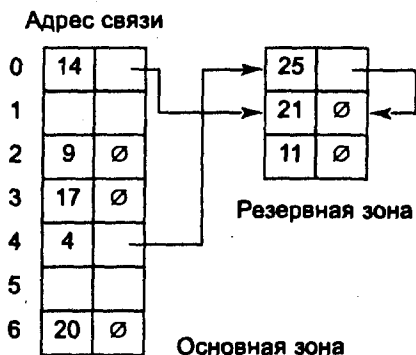 Адрес связи
0 14
1
2 9 Ø
3 17 Ø
4 4
5
6 20 Ø
Основная зона
25
21 Ø
11 Ø
Резервная зона